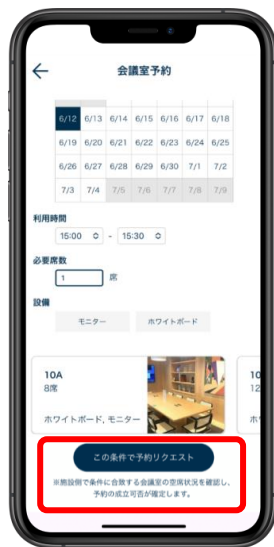 ←
会議室予約
6/12 6/13 6/14 6/15 6/16 6/17 6/18
6/19 6/20 6/21 6/22 6/23 6/24 6/25
6/26 6/27 6/28 6/29 6/30 7/1 7/2
7/3 7/4 7/5 7/6 7/7 7/8 7/9
利用時間
15:00 - 15:30
必要席数
1 席
設備
モニター ホワイトボード
10A 10
8席 12
ホワイトボード, モニター ホ
この条件で予約リクエスト
※施設側で条件に合致する会議室の空席状況を確認し、
予約の成立可否が確定します。